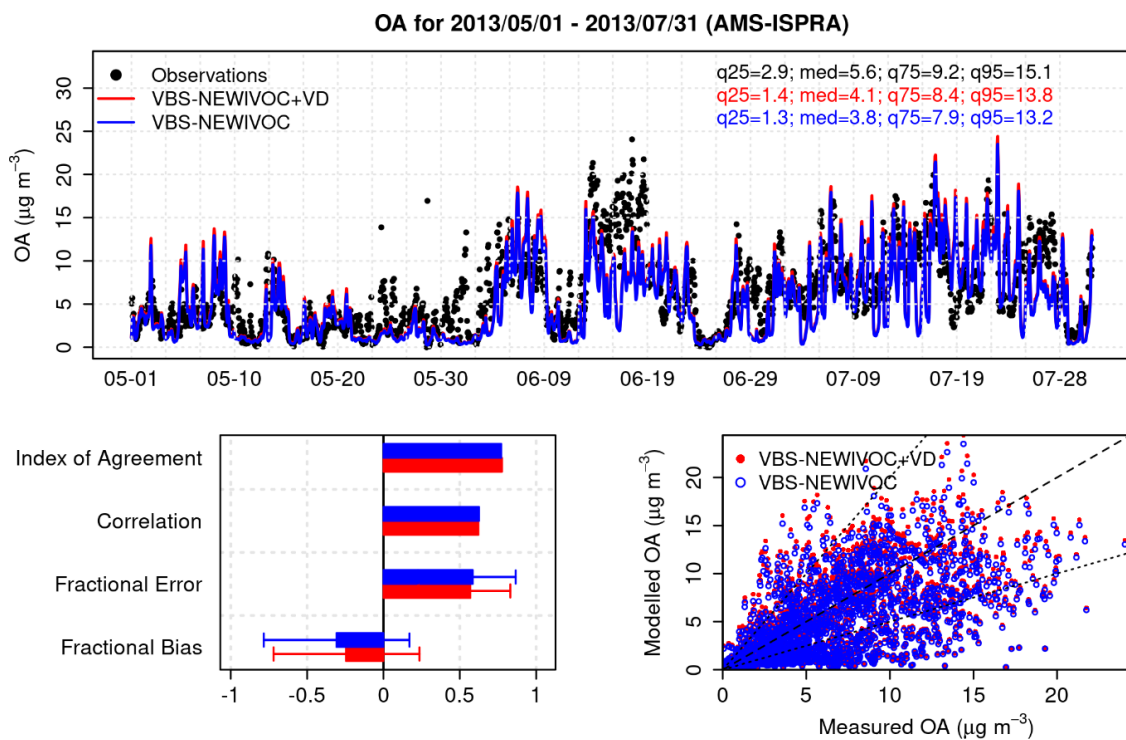 OA for 2013/05/01 - 2013/07/31 (AMS-ISPRA)
OA (μg m⁻³)
30
25
20
15
10
5
0
Observations
VBS-NEWIVOC+VD
VBS-NEWIVOC
q25=2.9; med=5.6; q75=9.2; q95=15.1
q25=1.4; med=4.1; q75=8.4; q95=13.8
q25=1.3; med=3.8; q75=7.9; q95=13.2
05-01 05-10 05-20 05-30 06-09 06-19 06-29 07-09 07-19 07-28
Index of Agreement
Correlation
Fractional Error
Fractional Bias
-1 -0.5 0 0.5 1
Modelled OA (μg m⁻³)
20
15
10
5
0
VBS-NEWIVOC+VD
VBS-NEWIVOC
0 5 10 15 20
Measured OA (μg m⁻³)